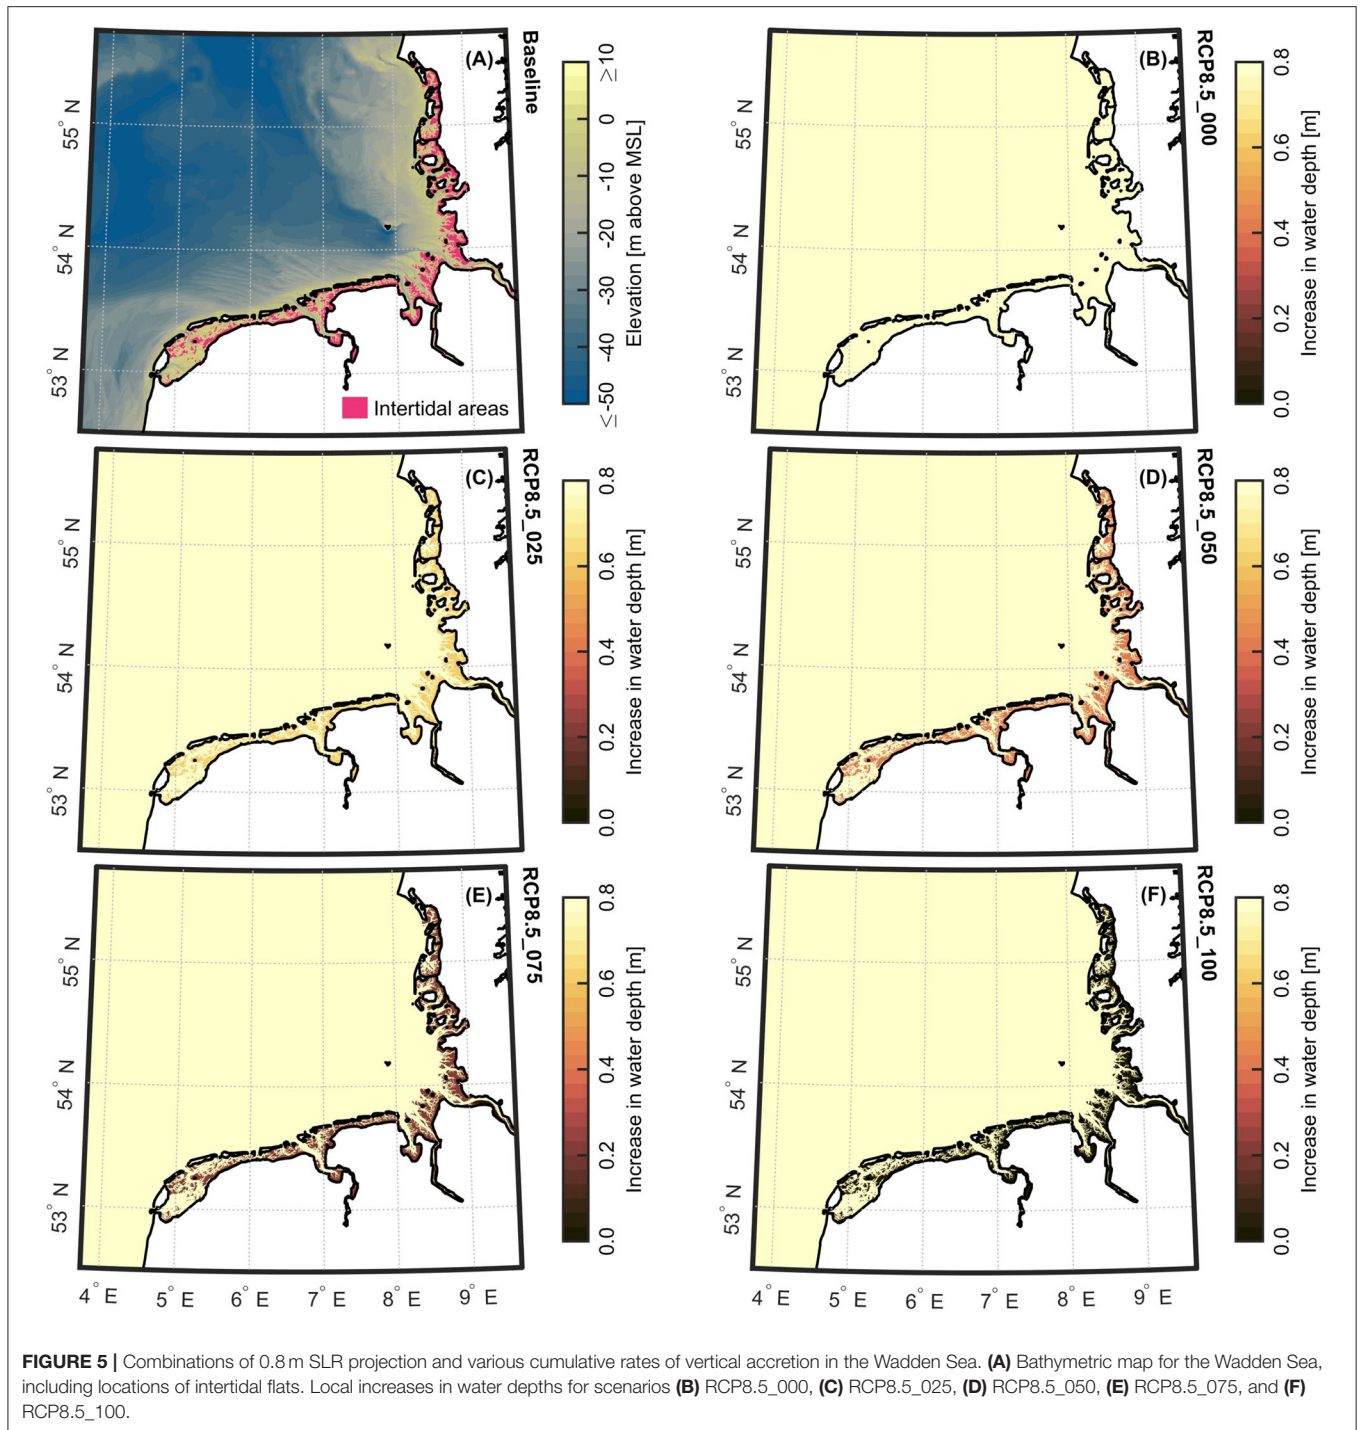 (A)
Baseline
≥10
0
-10
-20
-30
-40
≤-50
Elevation [m above MSL]
55° N
54° N
53° N
Intertidal areas
(B)
RCP8.5_000
0.8
0.6
0.4
0.2
0.0
Increase in water depth [m]
55° N
54° N
53° N
(C)
RCP8.5_025
0.8
0.6
0.4
0.2
0.0
Increase in water depth [m]
55° N
54° N
53° N
(D)
RCP8.5_050
0.8
0.6
0.4
0.2
0.0
Increase in water depth [m]
55° N
54° N
53° N
(E)
RCP8.5_075
0.8
0.6
0.4
0.2
0.0
Increase in water depth [m]
55° N
54° N
53° N
4° E 5° E 6° E 7° E 8° E 9° E
(F)
RCP8.5_100
0.8
0.6
0.4
0.2
0.0
Increase in water depth [m]
55° N
54° N
53° N
4° E 5° E 6° E 7° E 8° E 9° E
FIGURE 5 | Combinations of 0.8 m SLR projection and various cumulative rates of vertical accretion in the Wadden Sea. (A) Bathymetric map for the Wadden Sea,
including locations of intertidal flats. Local increases in water depths for scenarios (B) RCP8.5_000, (C) RCP8.5_025, (D) RCP8.5_050, (E) RCP8.5_075, and (F)
RCP8.5_100.